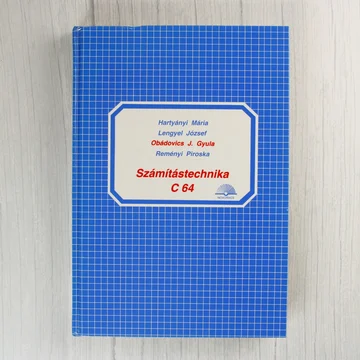 Hartyányi Mária
Lengyel József
Obádovics J. Gyula
Reményi Piroska
Számítástechnika
C 64